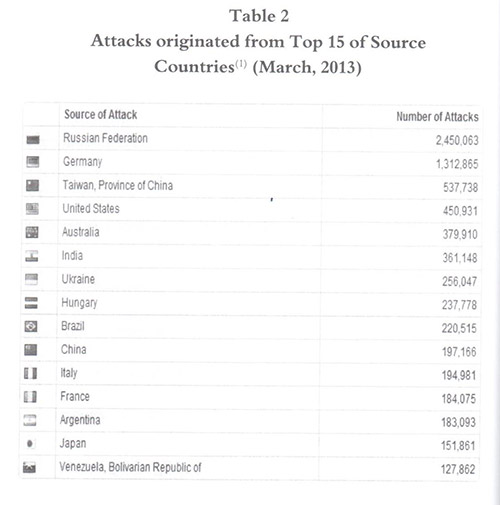 Table 2
Attacks originated from Top 15 of Source
Countries(1) (March, 2013)
Source of Attack Number of Attacks
Russian Federation 2,450,063
Germany 1,312,865
Taiwan, Province of China 537,738
United States 450,931
Australia 379,910
India 361,148
Ukraine 256,047
Hungary 237,778
Brazil 220,515
China 197,166
Italy 194,981
France 184,075
Argentina 183,093
Japan 151,861
Venezuela, Bolivarian Republic of 127,862